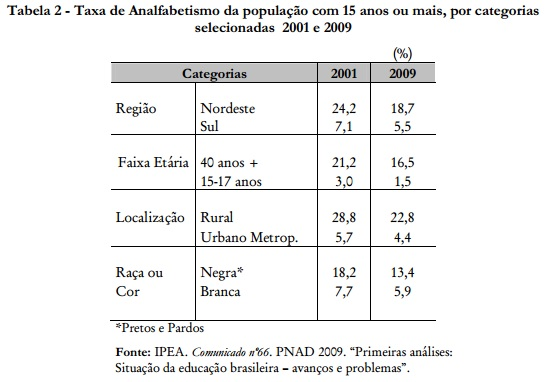 Tabela 2 - Taxa de Analfabetismo da população com 15 anos ou mais, por categorias
selecionadas 2001 e 2009
(%)
Categorias 2001 2009
Região Nordeste 24,2 18,7
Sul 7,1 5,5
Faixa Etária 40 anos + 21,2 16,5
15-17 anos 3,0 1,5
Localização Rural 28,8 22,8
Urbano Metrop. 5,7 4,4
Raça ou Negra* 18,2 13,4
Cor Branca 7,7 5,9
*Pretos e Pardos
Fonte: IPEA. Comunicado nº66. PNAD 2009. “Primeiras análises:
Situação da educação brasileira – avanços e problemas”.